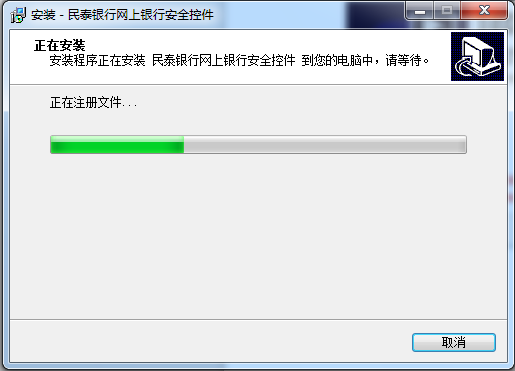 安装 - 民泰银行网上银行安全控件
正在安装
安装程序正在安装 民泰银行网上银行安全控件 到您的电脑中，请等待。
正在注册文件...
取消